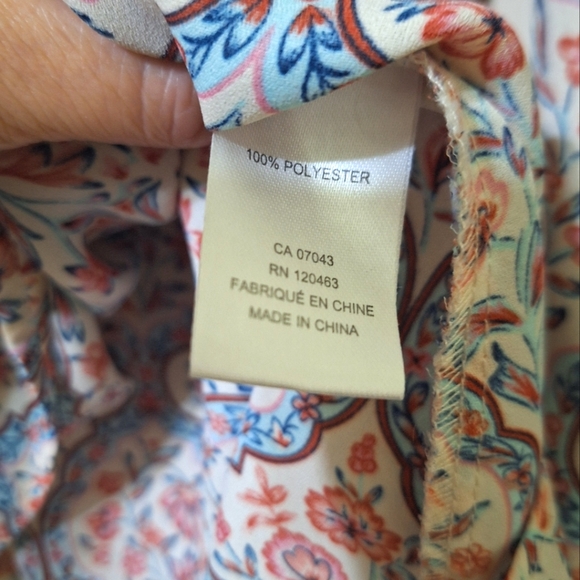 100% POLYESTER
CA 07043
RN 120463
FABRIQUÉ EN CHINE
MADE IN CHINA